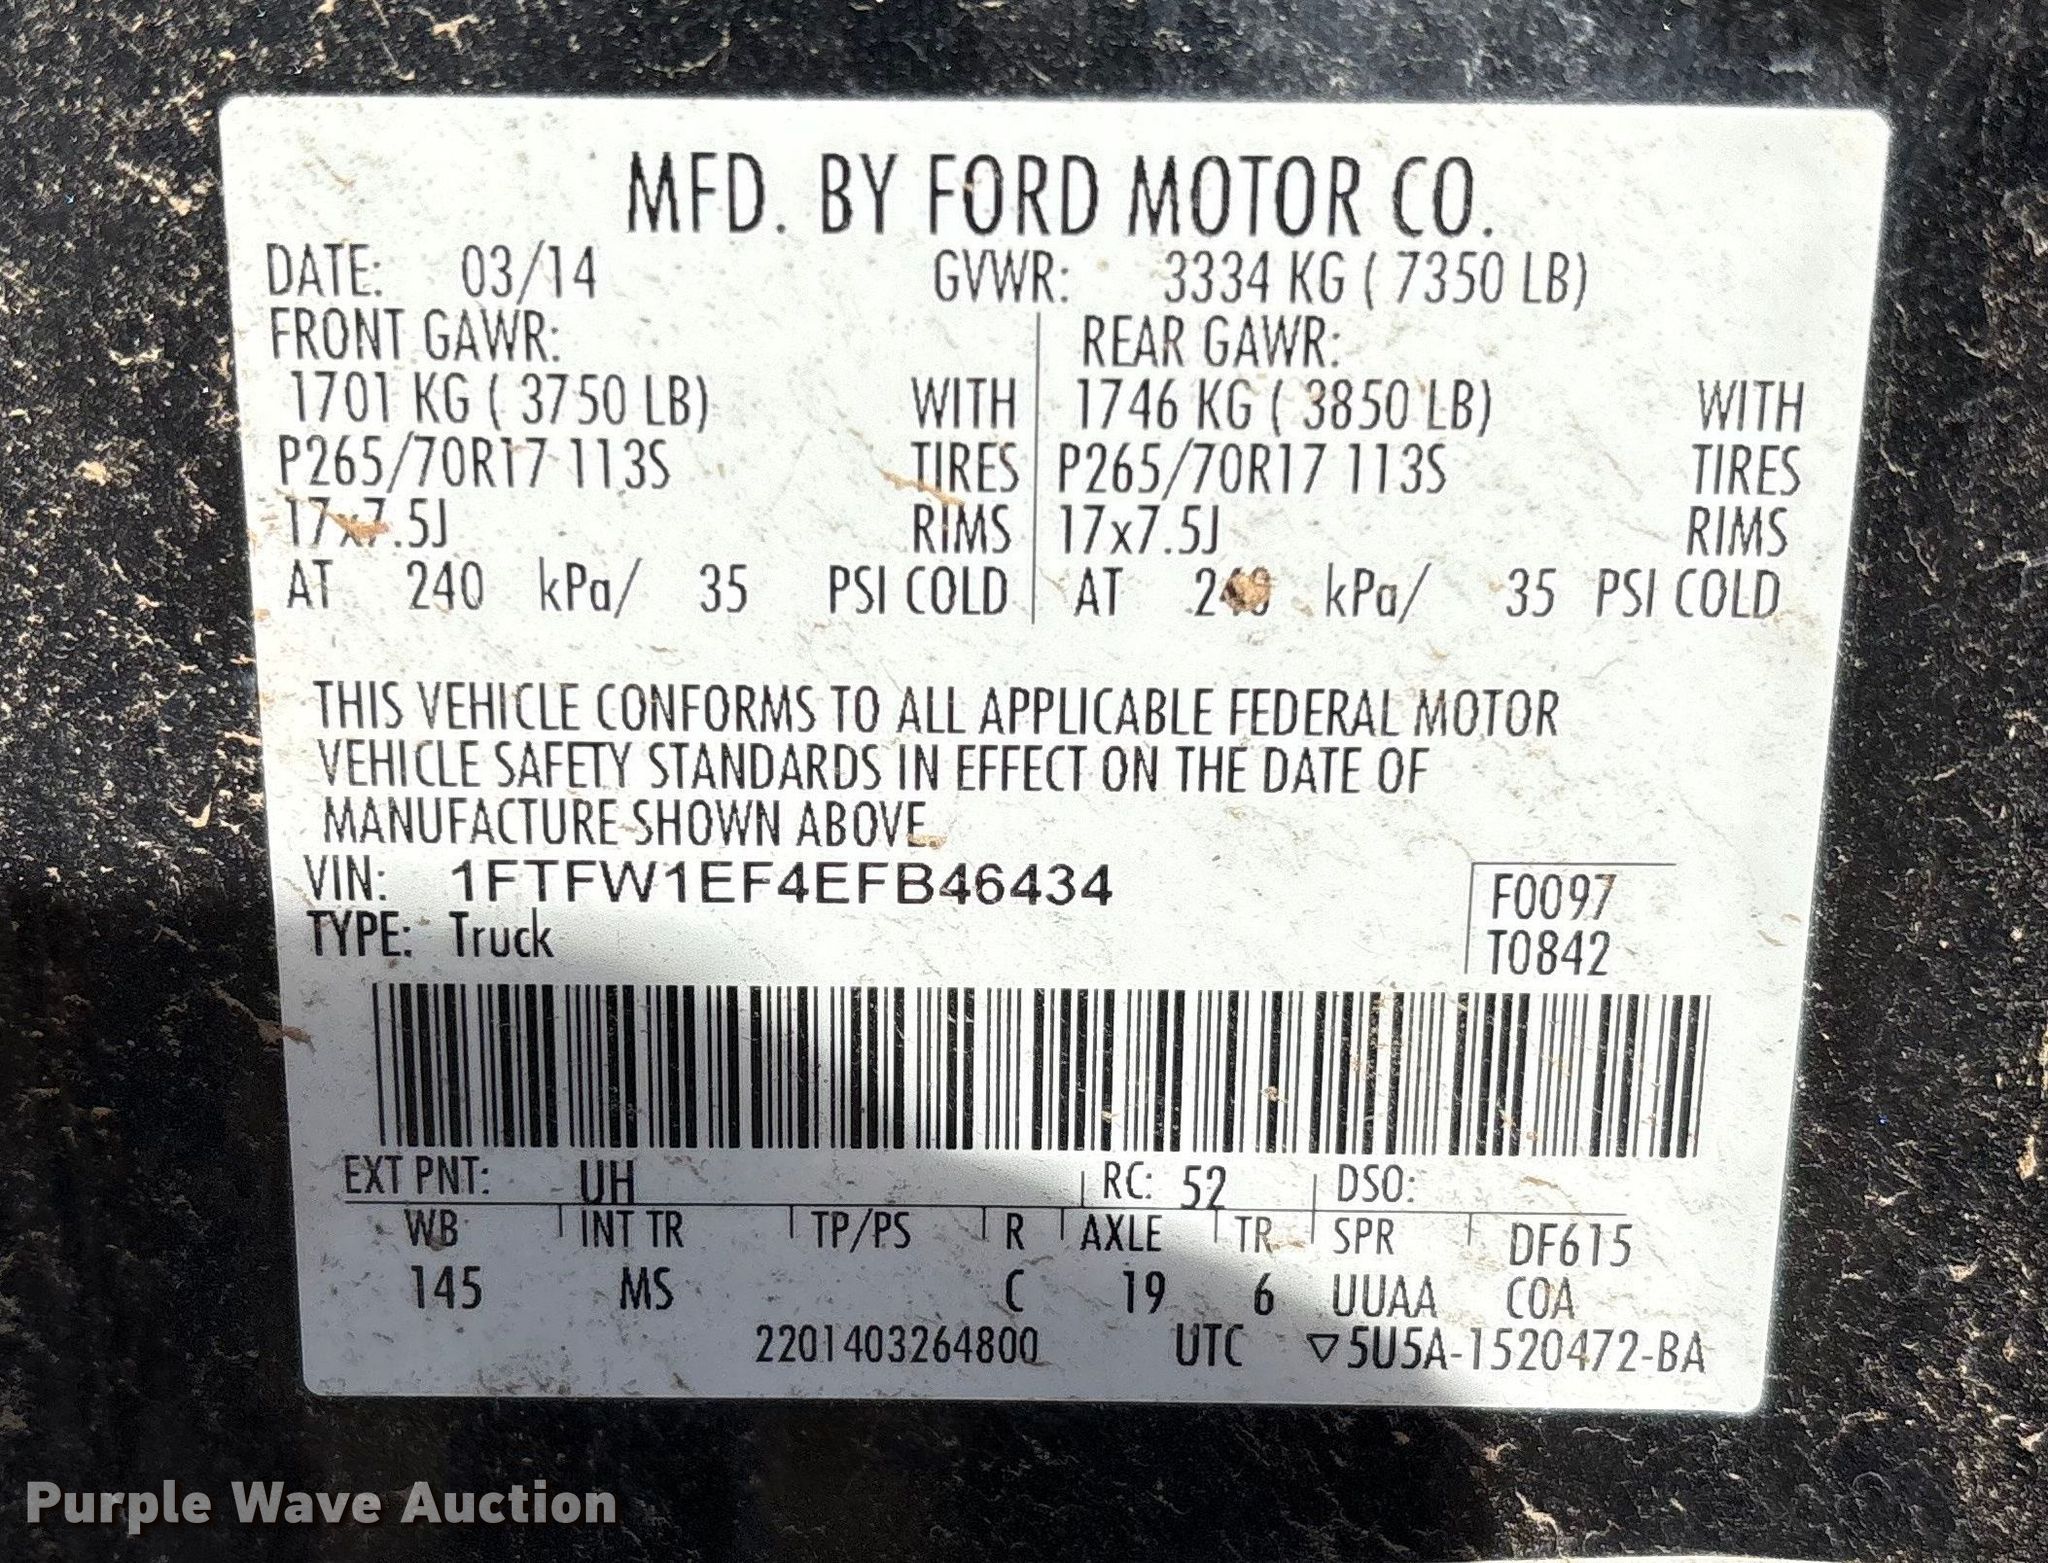 MFD. BY FORD MOTOR CO.
DATE: 03/14 GVWR: 3334 KG ( 7350 LB)
FRONT GAWR: REAR GAWR:
1701 KG ( 3750 LB) WITH 1746 KG ( 3850 LB) WITH
P265/70R17 113S TIRES P265/70R17 113S TIRES
17x7.5J RIMS 17x7.5J RIMS
AT 240 kPa/ 35 PSI COLD AT 240 kPa/ 35 PSI COLD
THIS VEHICLE CONFORMS TO ALL APPLICABLE FEDERAL MOTOR
VEHICLE SAFETY STANDARDS IN EFFECT ON THE DATE OF
MANUFACTURE SHOWN ABOVE.
VIN: 1FTFW1EF4EFB46434 F0097
TYPE: Truck T0842
EXT PNT: UH RC: 52 DSO:
WB INT TR TP/PS R AXLE TR SPR DF615
145 MS C 19 6 UUAA COA
2201403264800 UTC ▽5U5A-1520472-BA
Purple Wave Auction